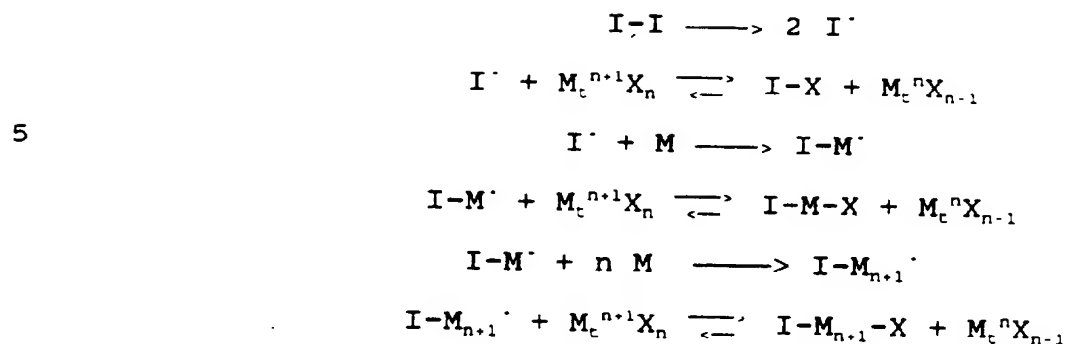 I-I ⟶ 2 I˙
I˙ + Mₜⁿ⁺¹Xₙ ⇌ I-X + MₜⁿXₙ₋₁
5
I˙ + M ⟶ I-M˙
I-M˙ + Mₜⁿ⁺¹Xₙ ⇌ I-M-X + MₜⁿXₙ₋₁
I-M˙ + n M ⟶ I-Mₙ₊₁˙
I-Mₙ₊₁˙ + Mₜⁿ⁺¹Xₙ ⇌ I-Mₙ₊₁-X + MₜⁿXₙ₋₁